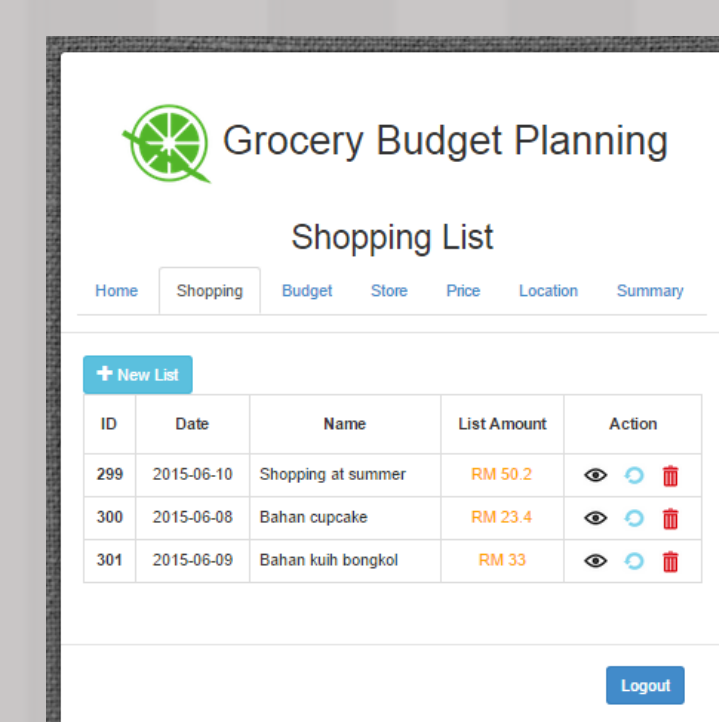 Grocery Budget Planning
Shopping List
Home Shopping Budget Store Price Location Summary
+ New List
ID Date Name List Amount Action
299 2015-06-10 Shopping at summer RM 50.2
300 2015-06-08 Bahan cupcake RM 23.4
301 2015-06-09 Bahan kuih bongkol RM 33
Logout